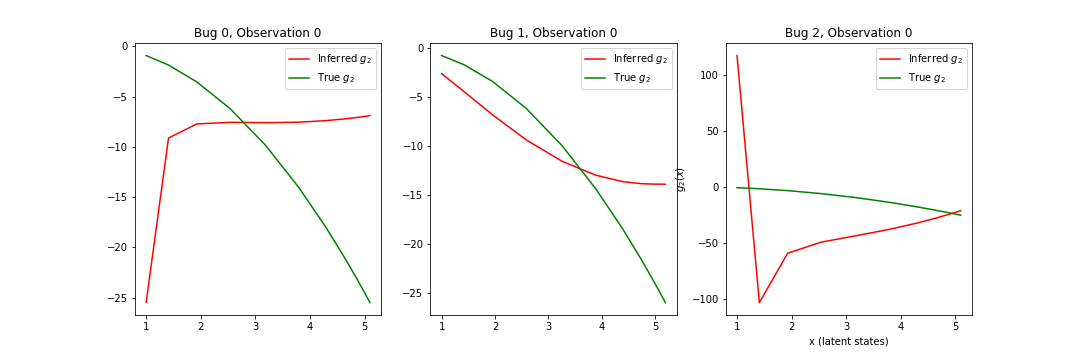 Bug 0, Observation 0
Inferred g₂
True g₂
0
−5
−10
−15
−20
−25
1 2 3 4 5
Bug 1, Observation 0
Inferred g₂
True g₂
0
−5
−10
−15
−20
−25
1 2 3 4 5
Bug 2, Observation 0
Inferred g₂
True g₂
g₂(x)
100
50
0
−50
−100
1 2 3 4 5
x (latent states)